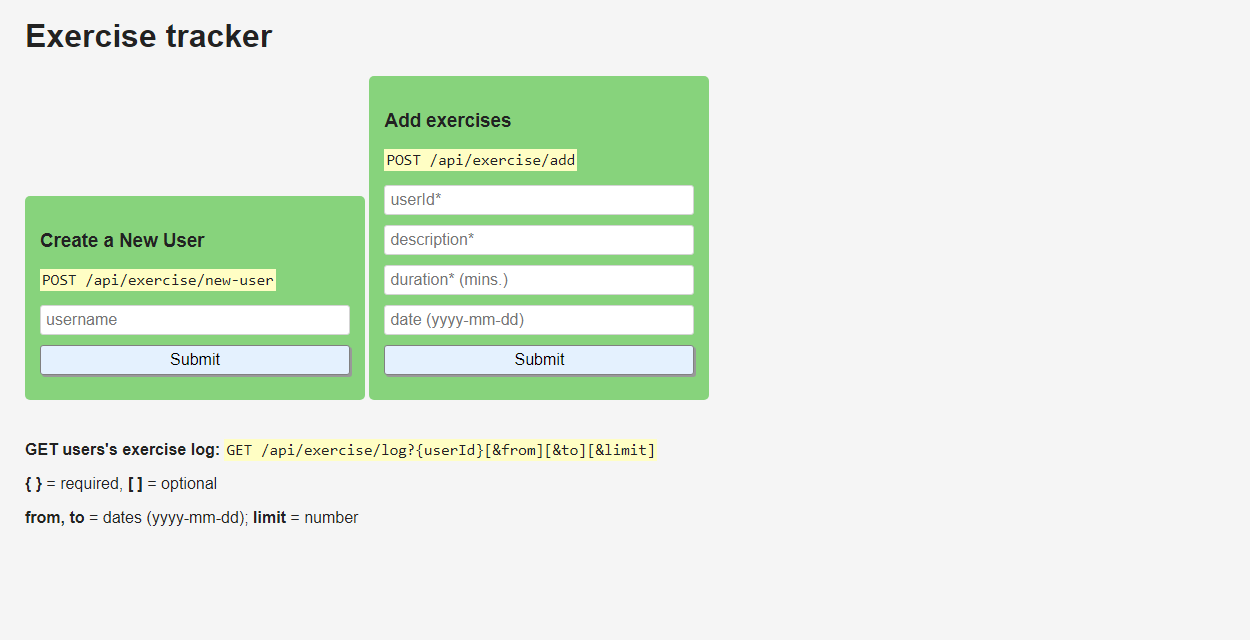 Exercise tracker
Create a New User
POST /api/exercise/new-user
username
Submit
Add exercises
POST /api/exercise/add
userId*
description*
duration* (mins.)
date (yyyy-mm-dd)
Submit
GET users's exercise log: GET /api/exercise/log?{userId}[&from][&to][&limit]
{ } = required, [ ] = optional
from, to = dates (yyyy-mm-dd); limit = number